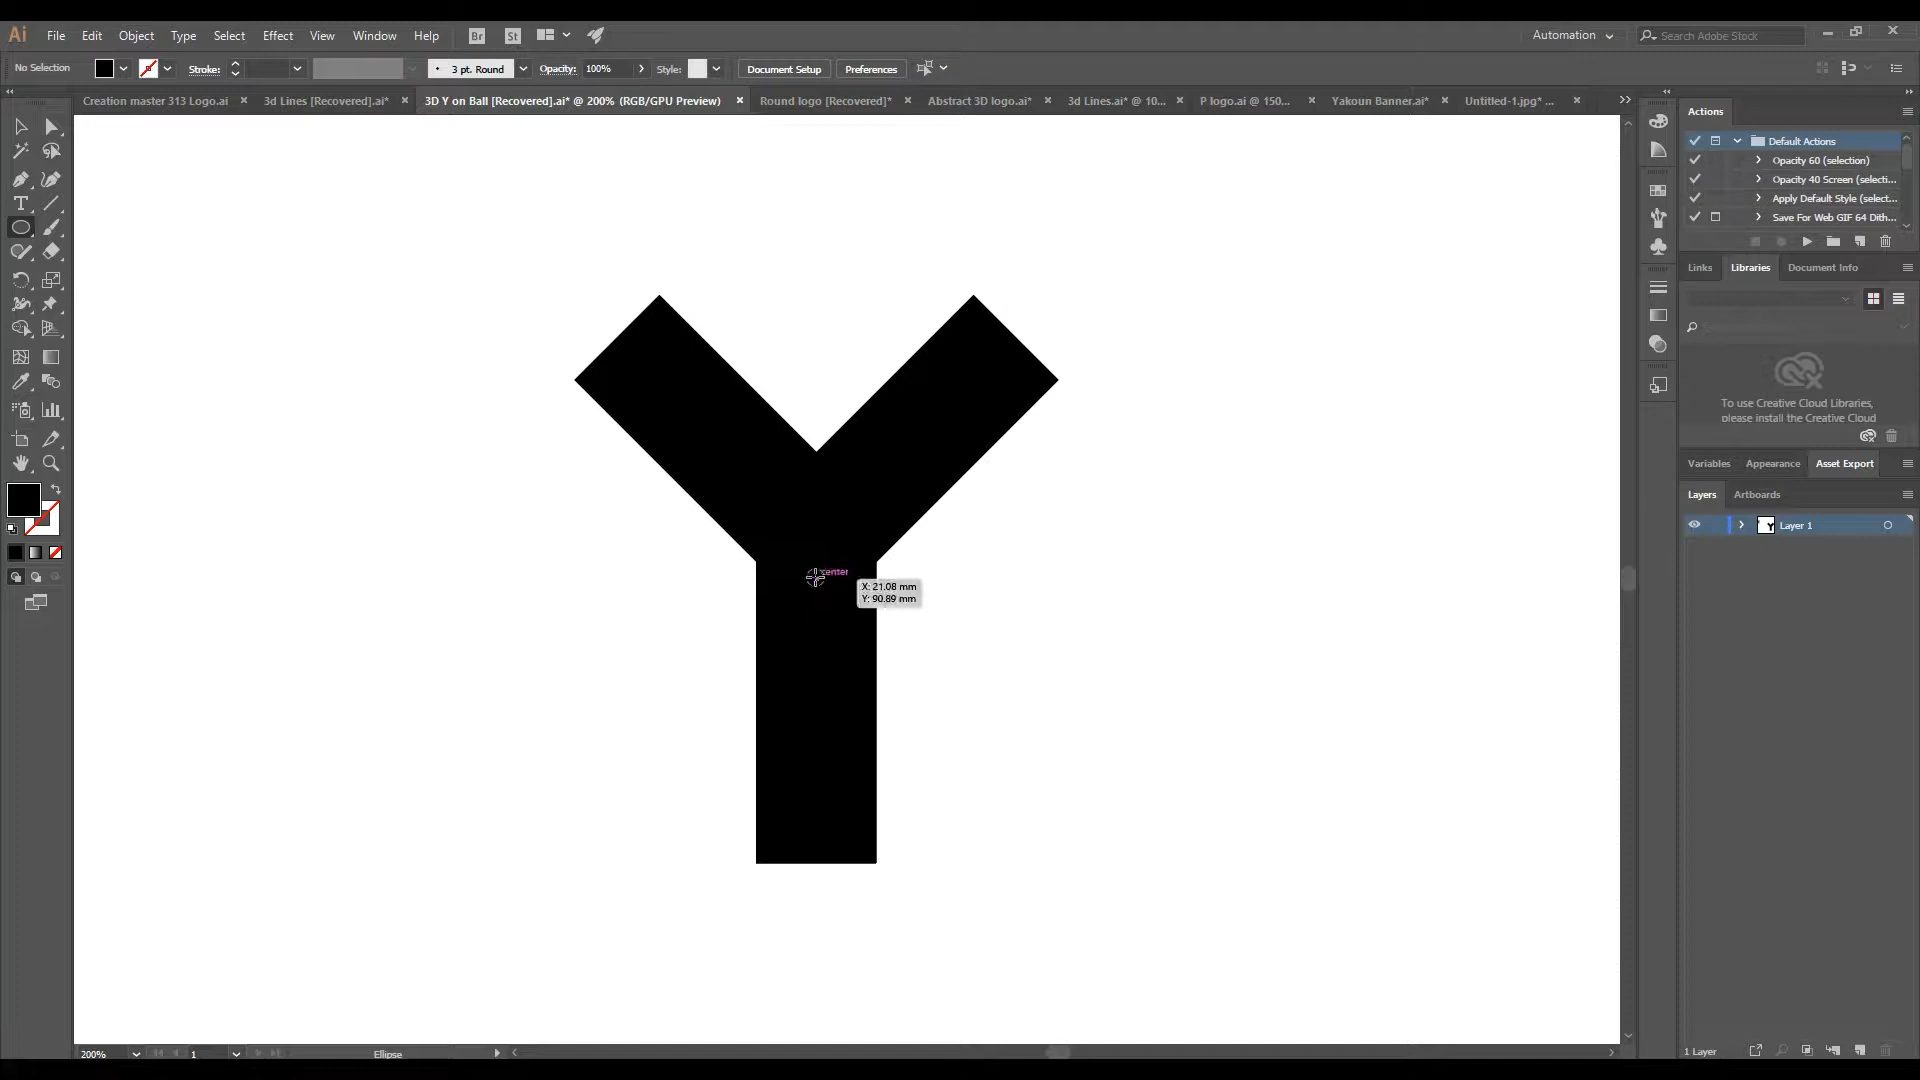 Ai File Edit Object Type Select Effect View Window Help Br St Automation Search Adobe Stock
No Selection Stroke: 3 pt. Round Opacity: 100% Style: Document Setup Preferences
Creation master 313 Logo.ai 3d Lines [Recovered].ai* 3D Y on Ball [Recovered].ai* @ 200% (RGB/GPU Preview) Round logo [Recovered]* Abstract 3D logo.ai* 3d Lines.ai* @ 10... P logo.ai @ 150... Yakoun Banner.ai* Untitled-1.jpg* ...
Actions
Default Actions
Opacity 60 (selection)
Opacity 40 Screen (selecti...
Apply Default Style (select...
Save For Web GIF 64 Dith...
Links Libraries Document Info
To use Creative Cloud Libraries,
please install the Creative Cloud
Variables Appearance Asset Export
Layers Artboards
Layer 1
center
X: 21.08 mm
Y: 90.89 mm
200% 1 Ellipse
1 Layer